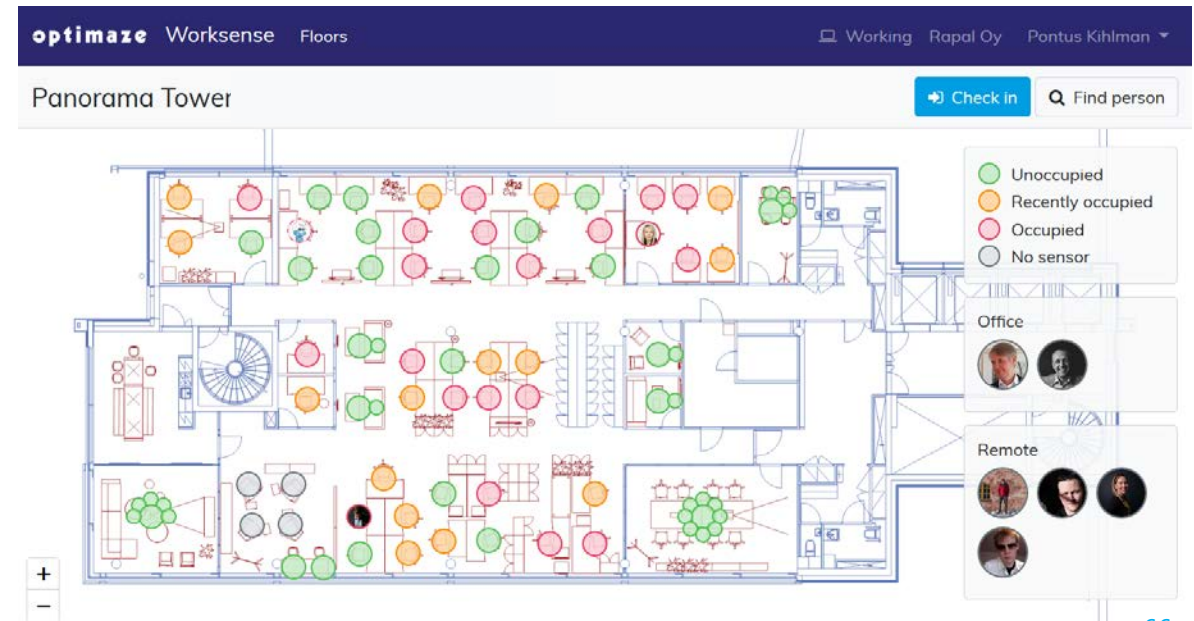 optimaze Worksense Floors Working Rapal Oy Pontus Kihlman
Panorama Tower Check in Find person
Unoccupied
Recently occupied
Occupied
No sensor
Office
Remote
+
−